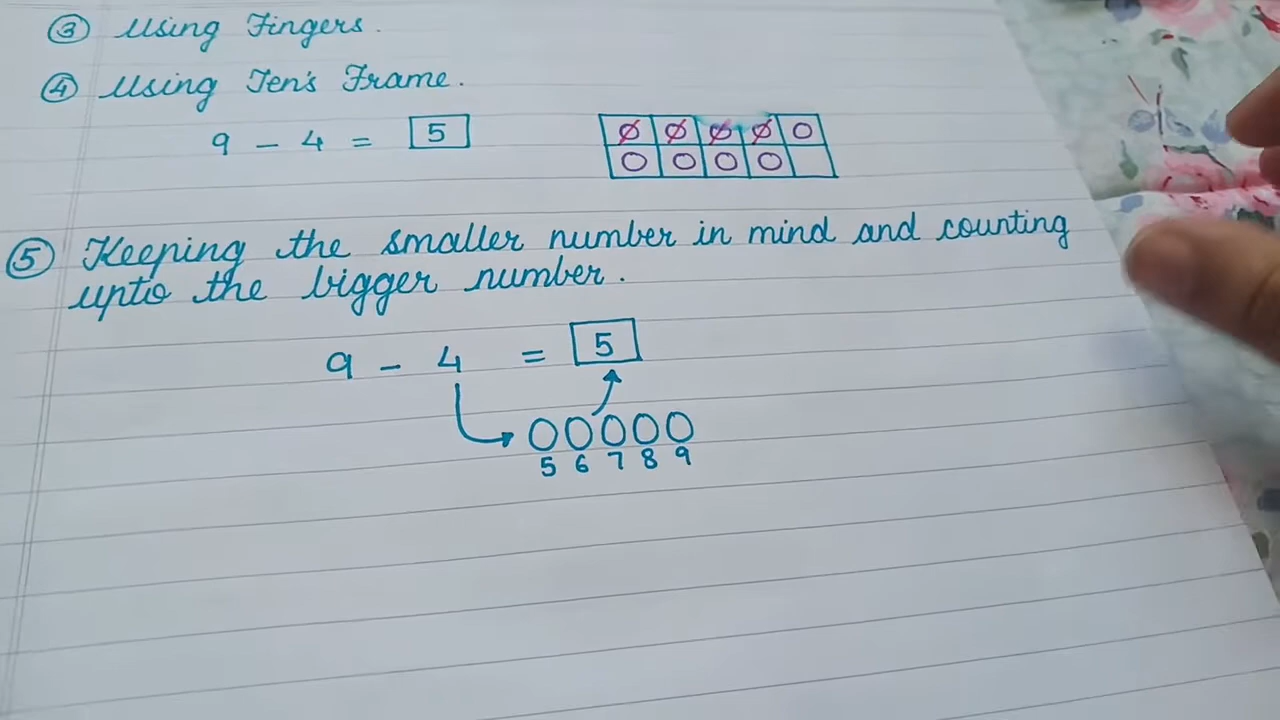 ③ Using Fingers.
④ Using Ten's Frame.
9 - 4 = 5
⑤ Keeping the smaller number in mind and counting
upto the bigger number.
9 - 4 = 5
5 6 7 8 9